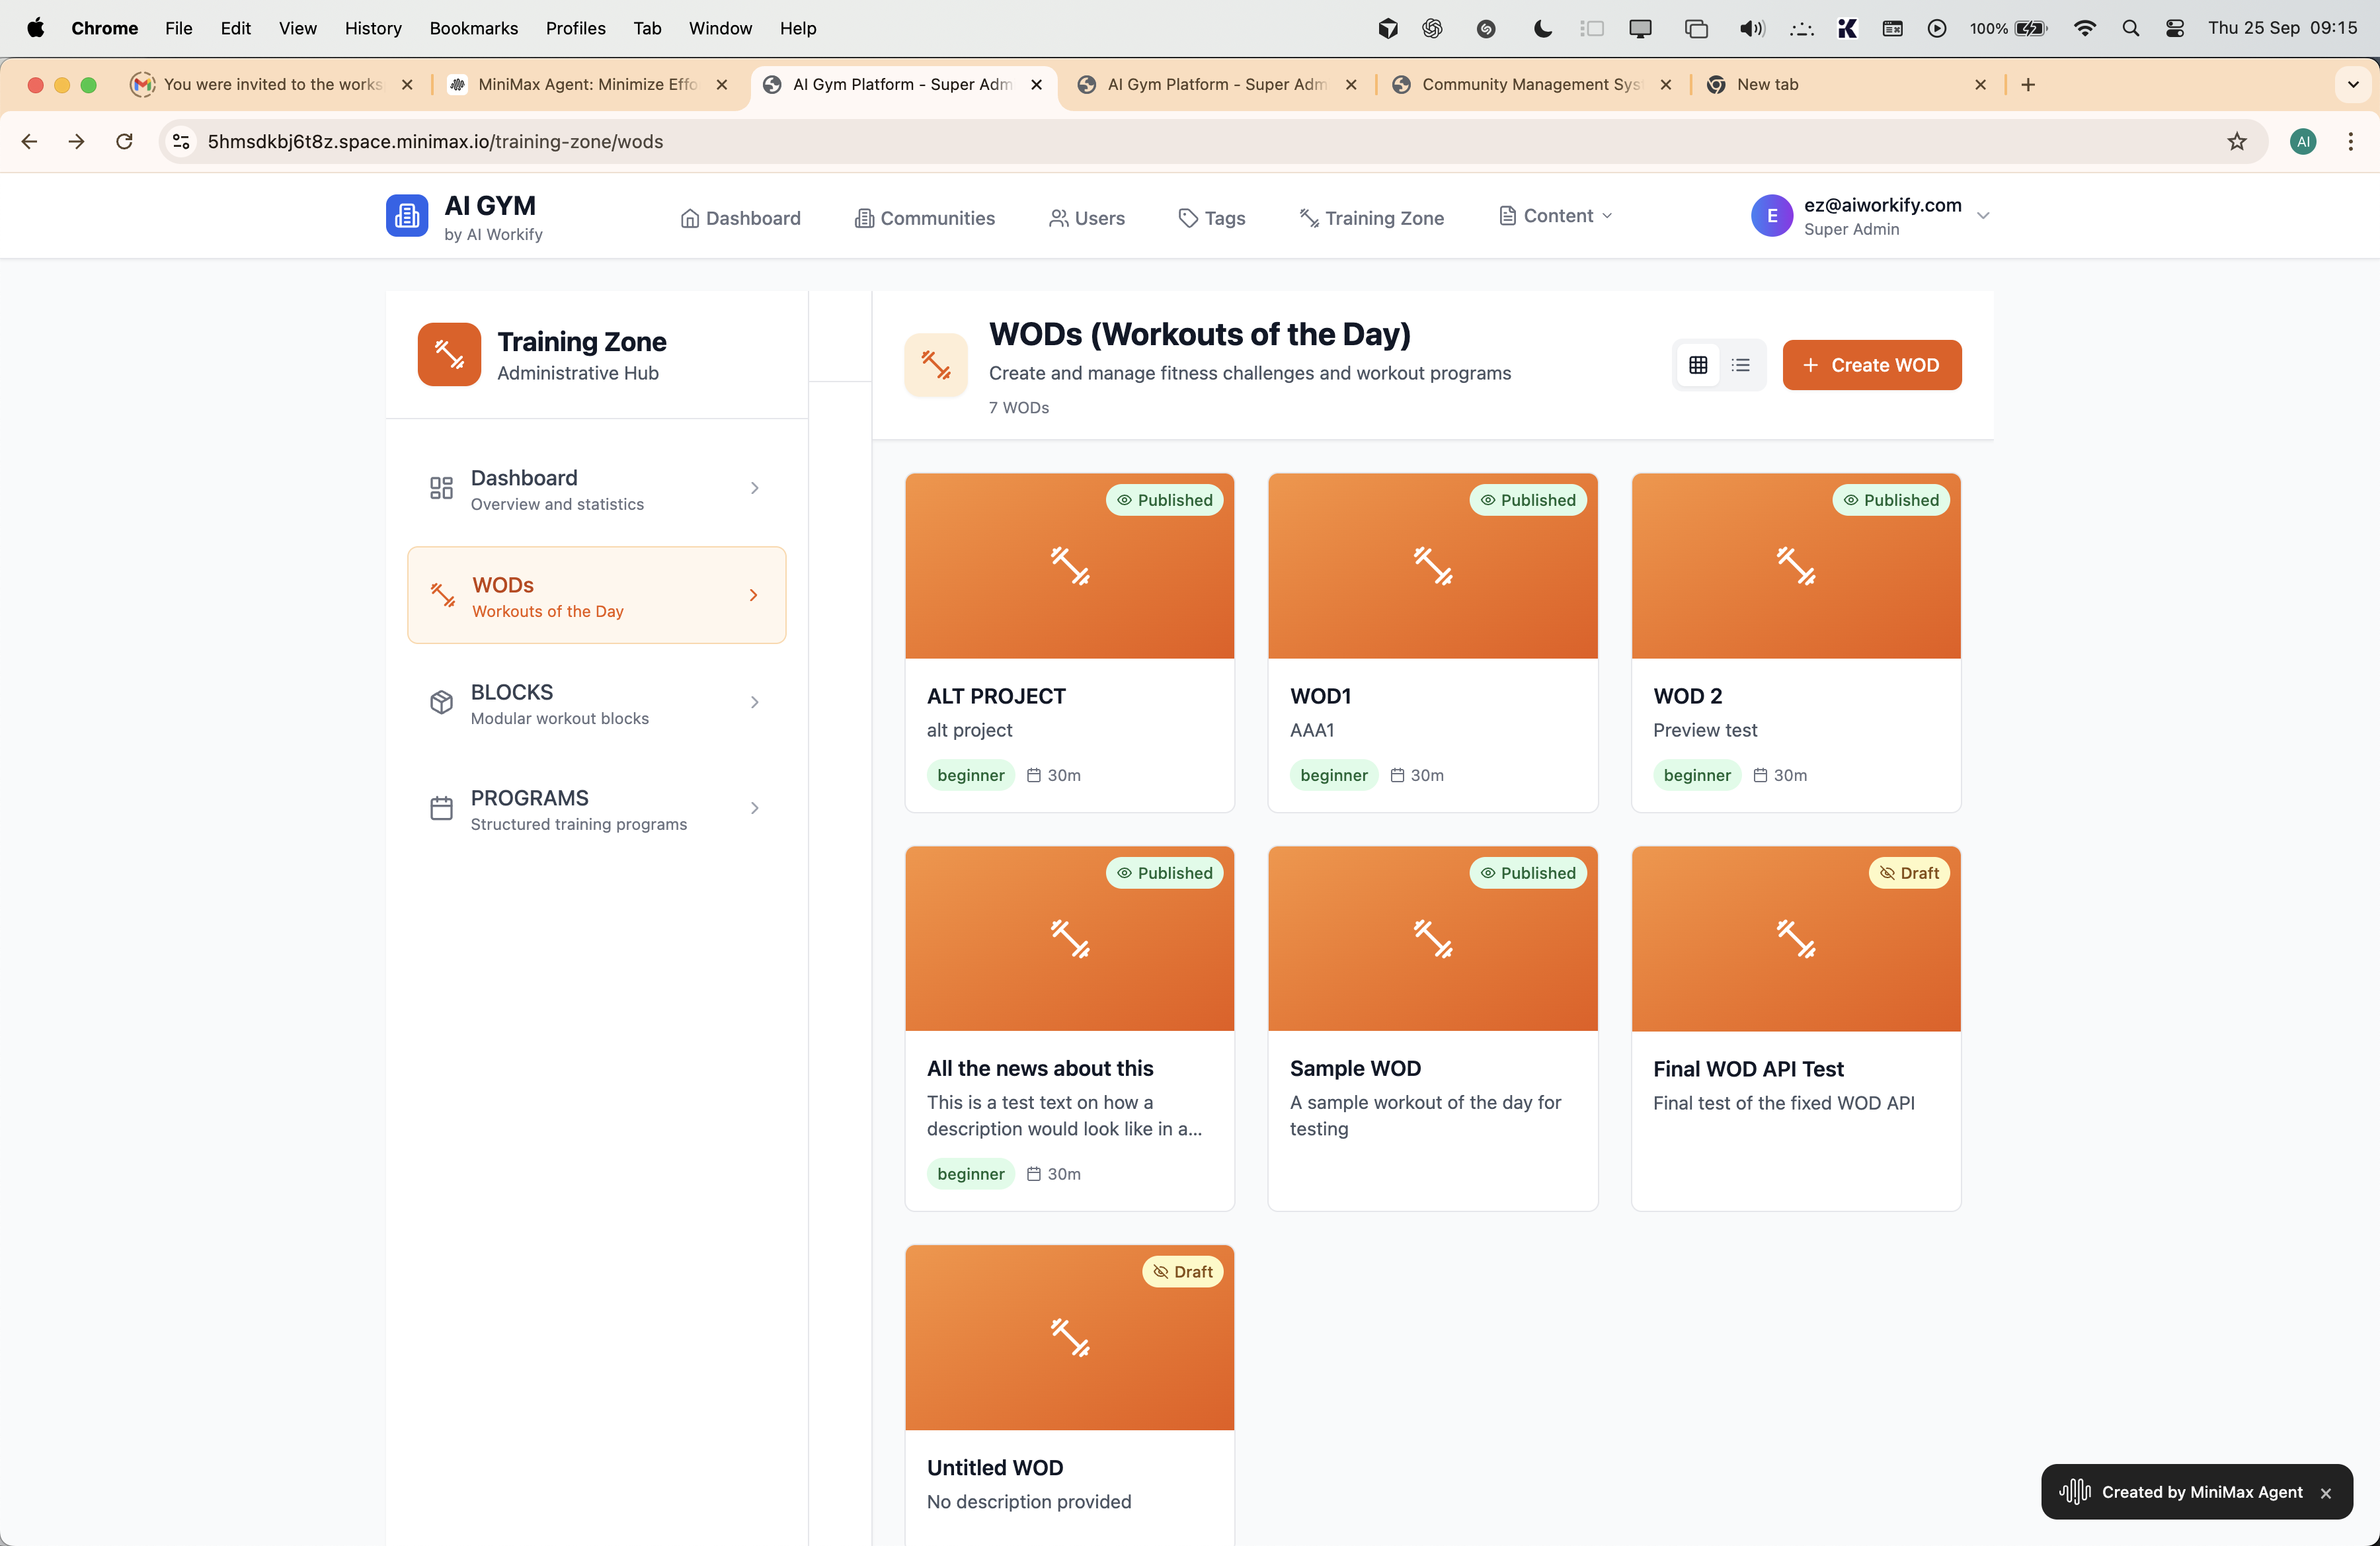 Chrome File Edit View History Bookmarks Profiles Tab Window Help 100% Thu 25 Sep 09:15
You were invited to the works
MiniMax Agent: Minimize Effo
AI Gym Platform - Super Adm
AI Gym Platform - Super Adm
Community Management Sys
New tab
5hmsdkbj6t8z.space.minimax.io/training-zone/wods
AI
AI GYM
by AI Workify
Dashboard
Communities
Users
Tags
Training Zone
Content
E
ez@aiworkify.com
Super Admin
Training Zone
Administrative Hub
Dashboard
Overview and statistics
WODs
Workouts of the Day
BLOCKS
Modular workout blocks
PROGRAMS
Structured training programs
WODs (Workouts of the Day)
Create and manage fitness challenges and workout programs
7 WODs
Create WOD
Published
ALT PROJECT
alt project
beginner 30m
Published
WOD1
AAA1
beginner 30m
Published
WOD 2
Preview test
beginner 30m
Published
All the news about this
This is a test text on how a
description would look like in a...
beginner 30m
Published
Sample WOD
A sample workout of the day for
testing
Draft
Final WOD API Test
Final test of the fixed WOD API
Draft
Untitled WOD
No description provided
Created by MiniMax Agent